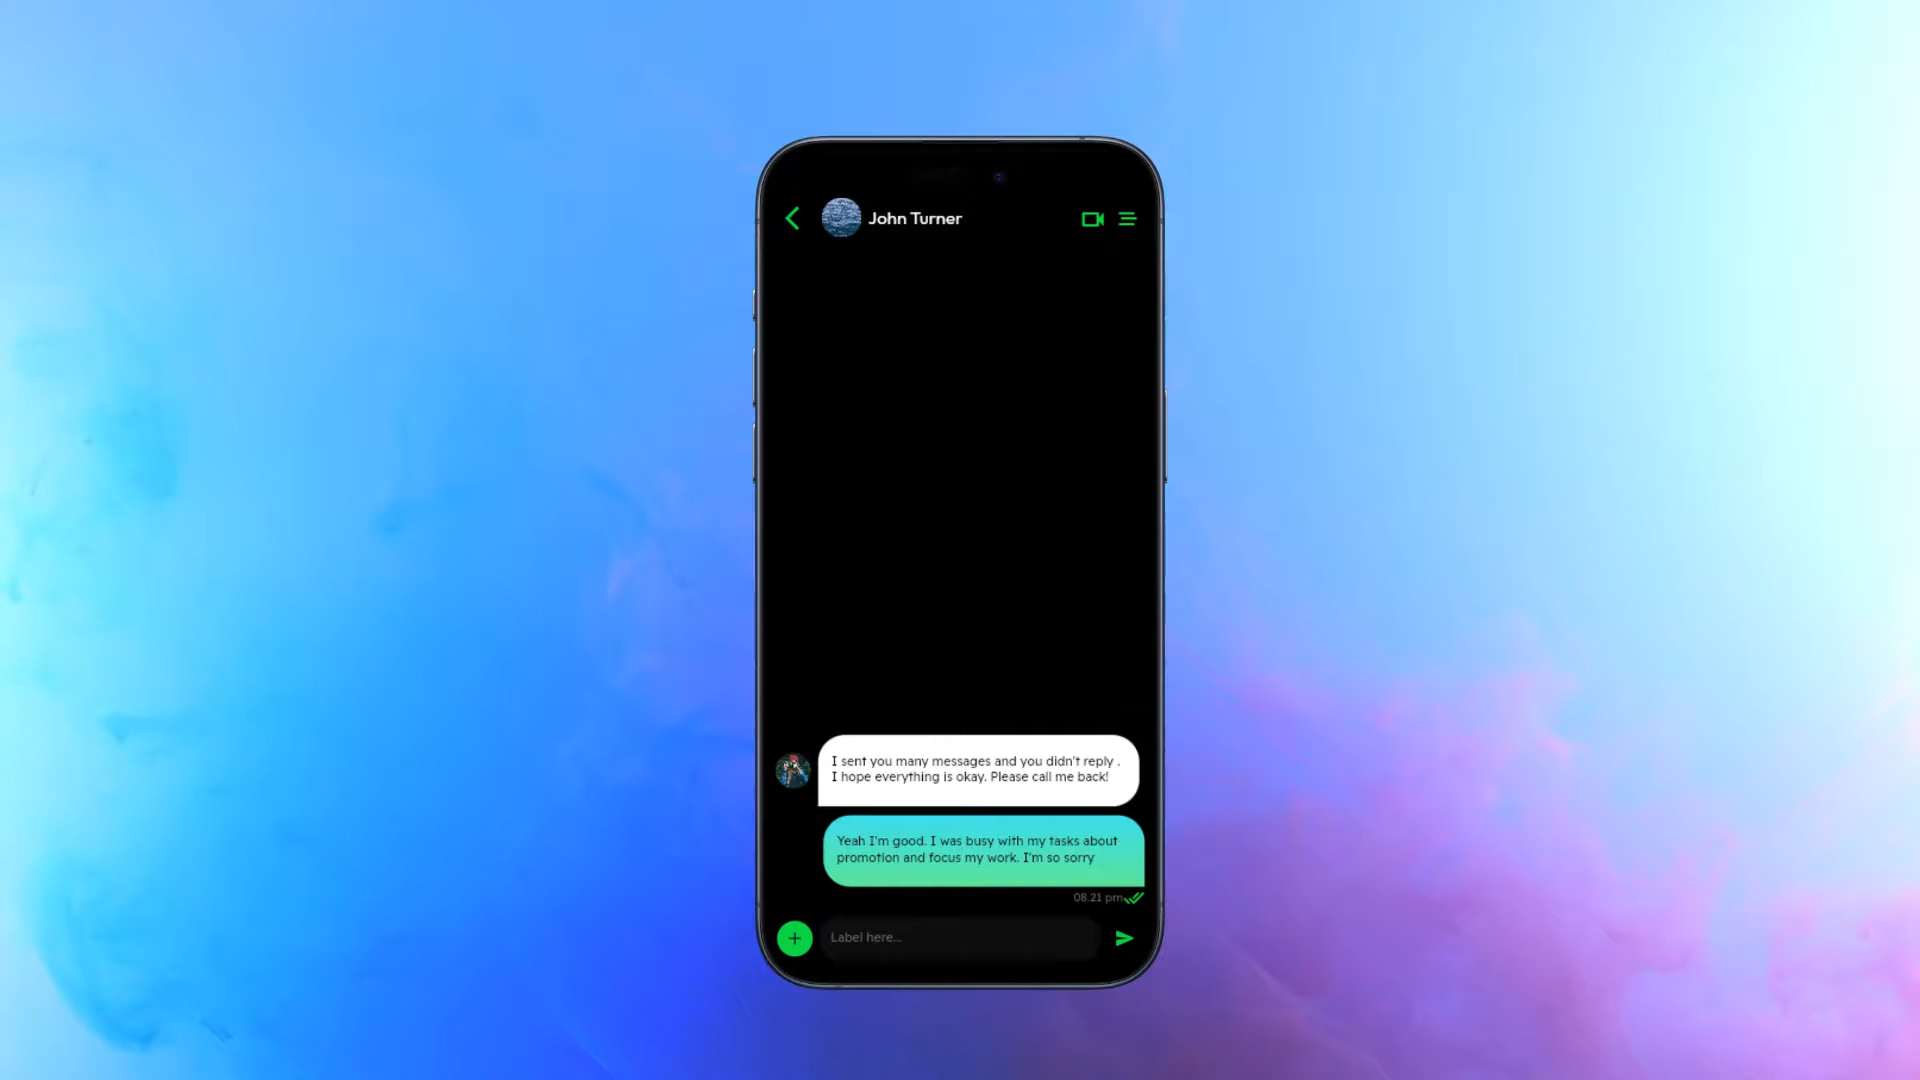 John Turner
I sent you many messages and you didn't reply .
I hope everything is okay. Please call me back!
Yeah I'm good. I was busy with my tasks about
promotion and focus my work. I'm so sorry
08.21 pm
Label here...